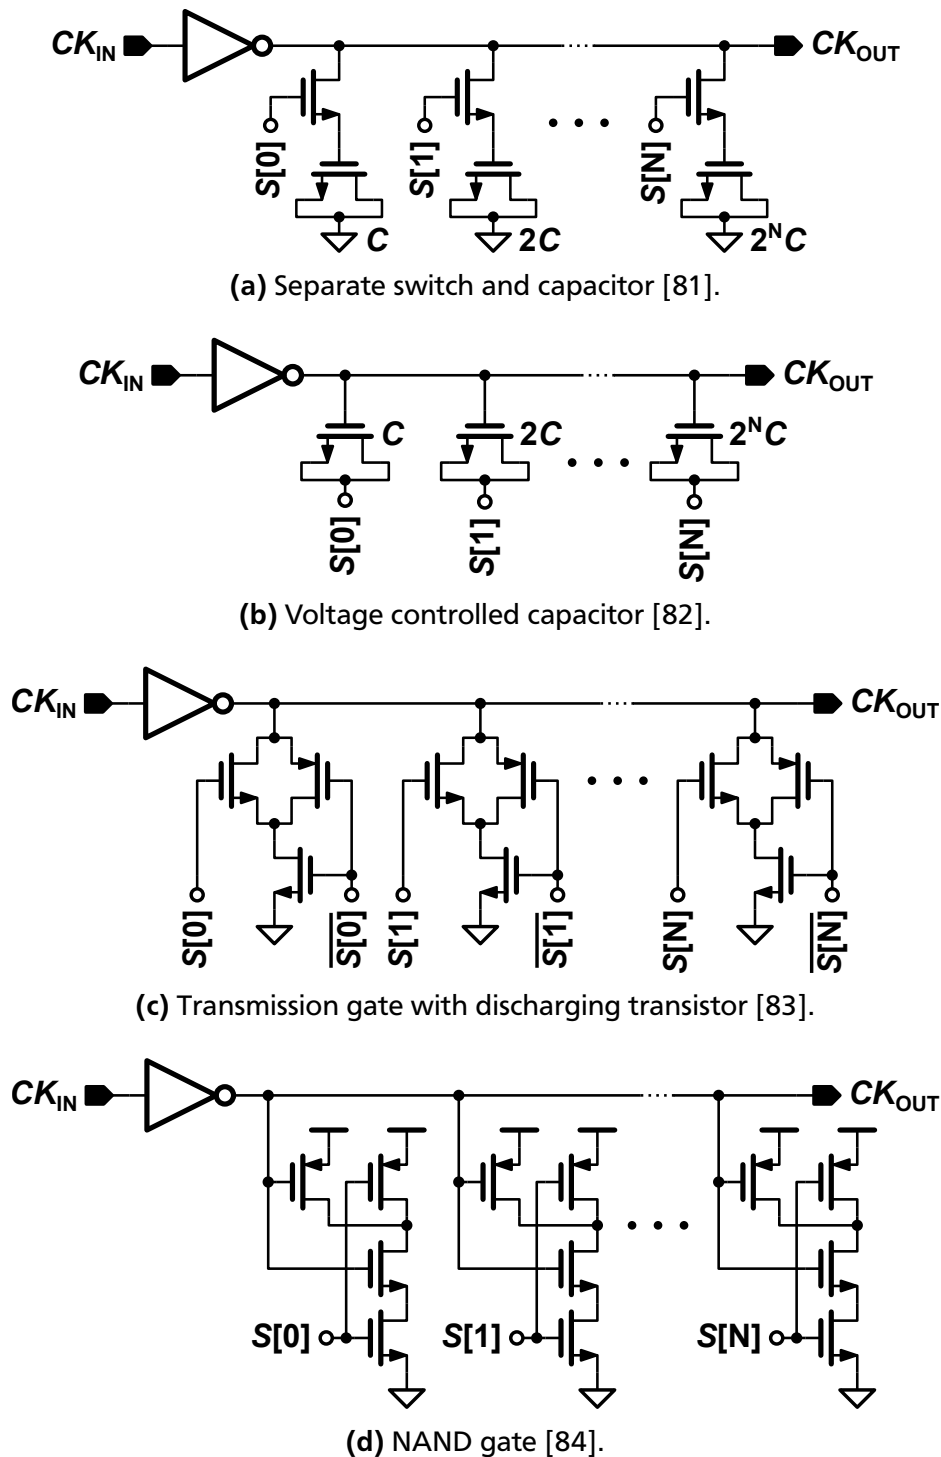 CK_IN CK_OUT
S[0] S[1] S[N]
C 2C 2^N C
(a) Separate switch and capacitor [81].
CK_IN CK_OUT
C 2C 2^N C
S[0] S[1] S[N]
(b) Voltage controlled capacitor [82].
CK_IN CK_OUT
S[0] S̅[̅0̅]̅ S[1] S̅[̅1̅]̅ S[N] S̅[̅N̅]̅
(c) Transmission gate with discharging transistor [83].
CK_IN CK_OUT
S[0] S[1] S[N]
(d) NAND gate [84].